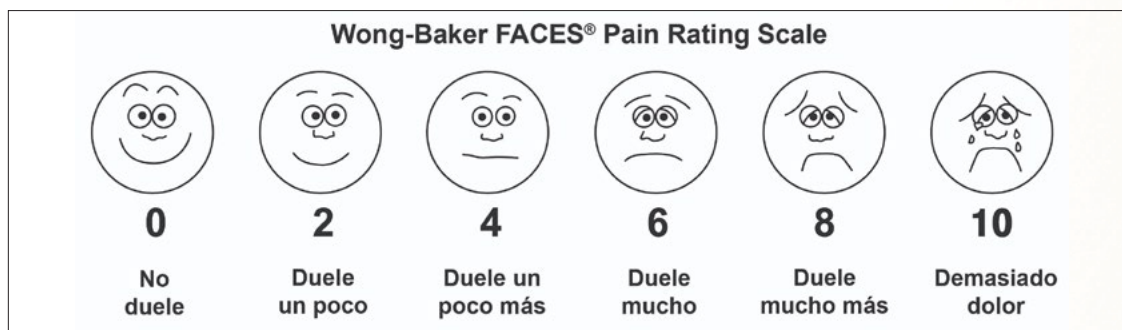 Wong-Baker FACES® Pain Rating Scale
0 2 4 6 8 10
No Duele Duele un Duele Duele Demasiado
duele un poco poco más mucho mucho más dolor